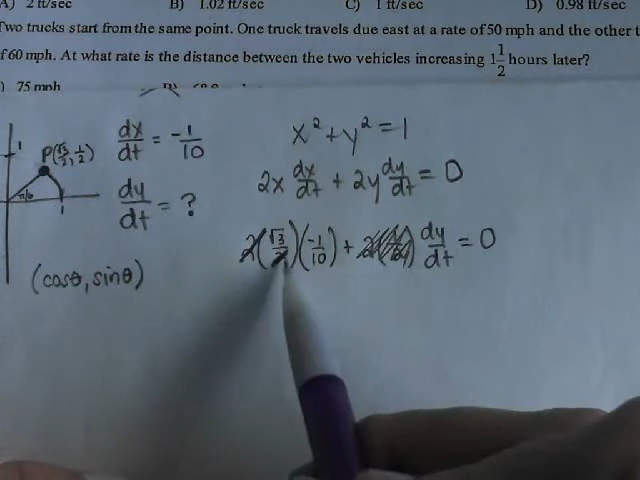 A) 2 ft/sec B) 1.02 ft/sec C) 1 ft/sec D) 0.98 ft/sec
Two trucks start from the same point. One truck travels due east at a rate of 50 mph and the other t
f 60 mph. At what rate is the distance between the two vehicles increasing 1 1/2 hours later?
) 75 mph
1
P(√3/2, 1/2)
π/6
1
dx/dt = -1/10
dy/dt = ?
(cosθ, sinθ)
x² + y² = 1
2x dx/dt + 2y dy/dt = 0
2(√3/2)(-1/10) + 2(1/2) dy/dt = 0